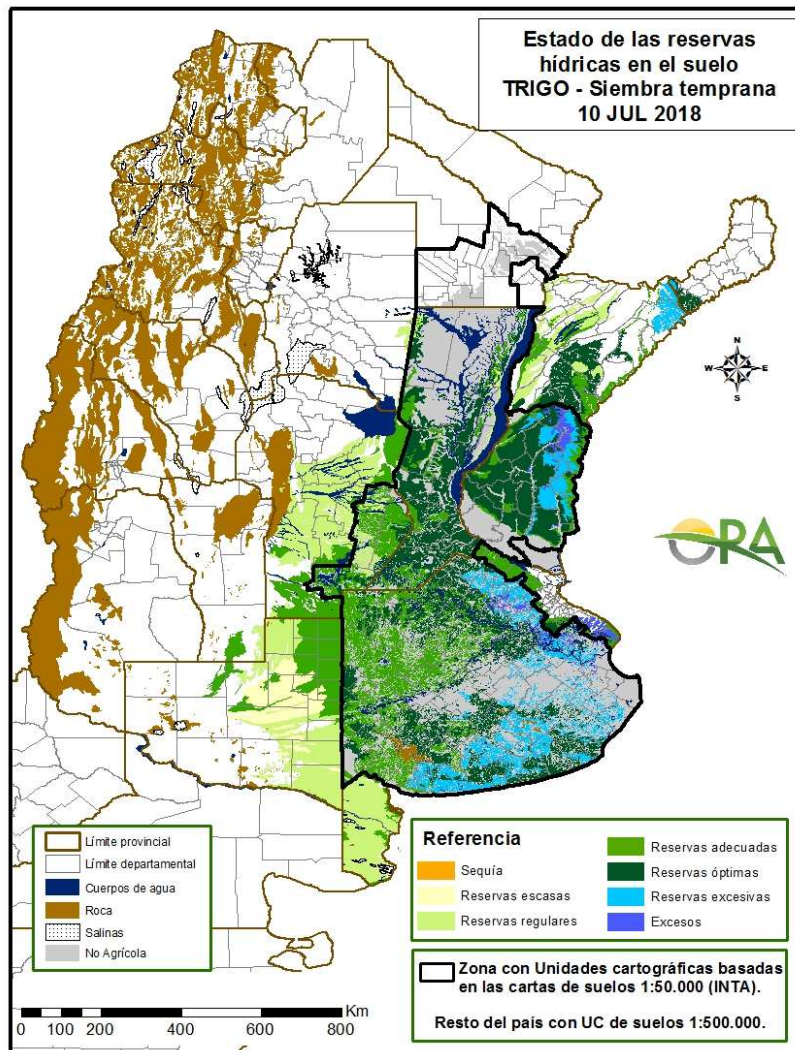 Estado de las reservas
hídricas en el suelo
TRIGO - Siembra temprana
10 JUL 2018
N
W E
S
ORA
Límite provincial
Límite departamental
Cuerpos de agua
Roca
Salinas
No Agrícola
Referencia
Sequía
Reservas escasas
Reservas regulares
Reservas adecuadas
Reservas óptimas
Reservas excesivas
Excesos
Zona con Unidades cartográficas basadas
en las cartas de suelos 1:50.000 (INTA).
Resto del país con UC de suelos 1:500.000.
Km
0 50 100 200 400 600 800